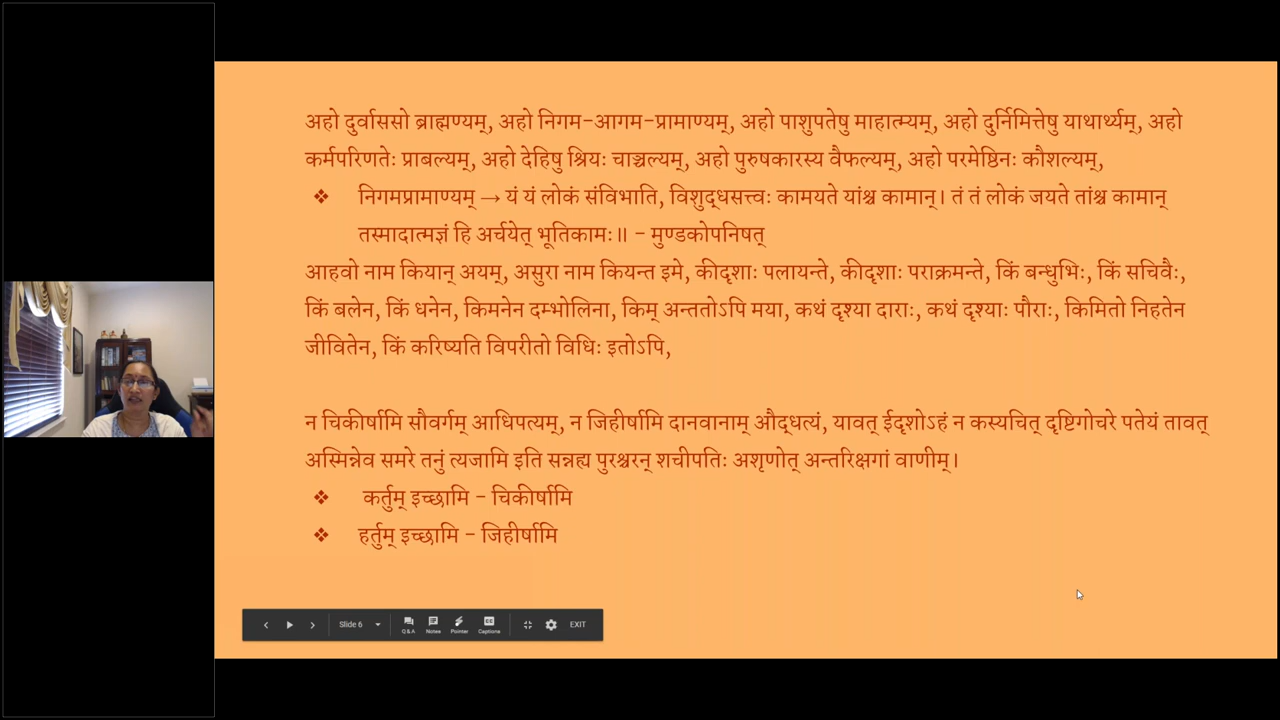 अहो दुर्वाससो ब्राह्मण्यम्, अहो निगम-आगम-प्रामाण्यम्, अहो पाशुपतेषु माहात्म्यम्, अहो दुर्निमित्तेषु याथार्थ्यम्, अहो
कर्मपरिणतेः प्राबल्यम्, अहो देहिषु श्रियः चाञ्चल्यम्, अहो पुरुषकारस्य वैफल्यम्, अहो परमेष्ठिनः कौशल्यम्,
❖ निगमप्रामाण्यम् → यं यं लोकं संविभाति, विशुद्धसत्त्वः कामयते यांश्च कामान्। तं तं लोकं जयते तांश्च कामान्
तस्मादात्मज्ञं हि अर्चयेत् भूतिकामः॥ - मुण्डकोपनिषत्
आहवो नाम कियान् अयम्, असुरा नाम कियन्त इमे, कीदृशाः पलायन्ते, कीदृशाः पराक्रमन्ते, किं बन्धुभिः, किं सचिवैः,
किं बलेन, किं धनेन, किमनेन दम्भोलिना, किम् अन्ततोऽपि मया, कथं दृश्या दाराः, कथं दृश्याः पौराः, किमितो निहतेन
जीवितेन, किं करिष्यति विपरीतो विधिः इतोऽपि,
न चिकीर्षामि सौवर्गम् आधिपत्यम्, न जिहीर्षामि दानवानाम् औद्धत्यं, यावत् ईदृशोऽहं न कस्यचित् दृष्टिगोचरे पतेयं तावत्
अस्मिन्नेव समरे तनुं त्यजामि इति सन्नह्य पुरश्चरन् शचीपतिः अशृणोत् अन्तरिक्षगां वाणीम्।
❖ कर्तुम् इच्छामि - चिकीर्षामि
❖ हर्तुम् इच्छामि - जिहीर्षामि
Slide 6
Q & A Notes Pointer Captions EXIT